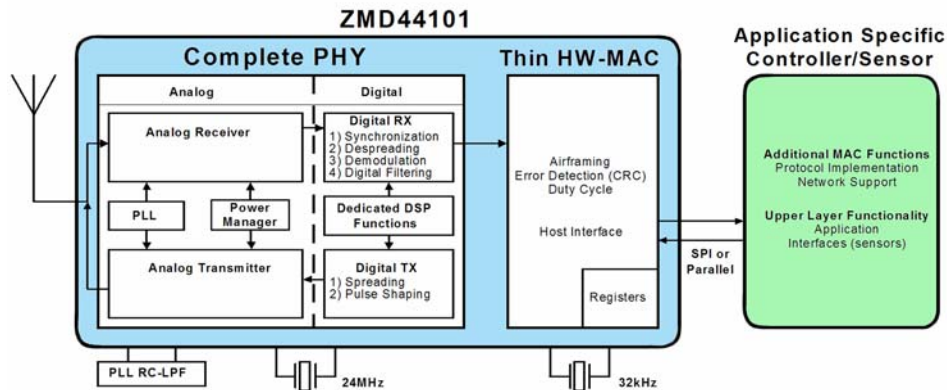 ZMD44101
Complete PHY
Thin HW-MAC
Application Specific
Controller/Sensor
Analog
Digital
Analog Receiver
Digital RX
1) Synchronization
2) Despreading
3) Demodulation
4) Digital Filtering
PLL
Power
Manager
Dedicated DSP
Functions
Analog Transmitter
Digital TX
1) Spreading
2) Pulse Shaping
Airframing
Error Detection (CRC)
Duty Cycle
Host Interface
Registers
SPI or
Parallel
Additional MAC Functions
Protocol Implementation
Network Support
Upper Layer Functionality
Application
Interfaces (sensors)
PLL RC-LPF
24MHz
32kHz